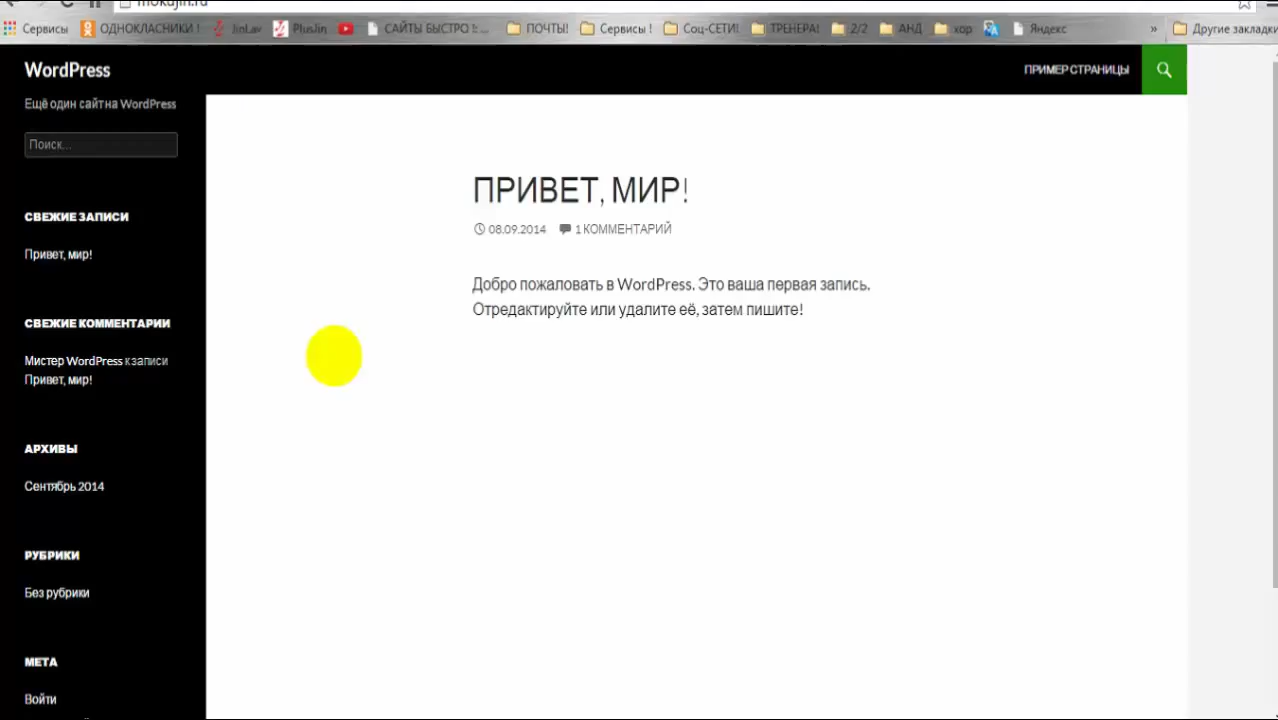 Сервисы
ОДНОКЛАСНИКИ !
JinLav
PlusJin
САЙТЫ БЫСТРО !: ...
ПОЧТЫ!
Сервисы !
Соц-СЕТИ!
ТРЕНЕРА!
2/2
АНД
хор
Яндекс
»
Другие закладки
WordPress
ПРИМЕР СТРАНИЦЫ
Ещё один сайт на WordPress
Поиск...
СВЕЖИЕ ЗАПИСИ
Привет, мир!
СВЕЖИЕ КОММЕНТАРИИ
Мистер WordPress к записи
Привет, мир!
АРХИВЫ
Сентябрь 2014
РУБРИКИ
Без рубрики
МЕТА
Войти
ПРИВЕТ, МИР!
08.09.2014 1 КОММЕНТАРИЙ
Добро пожаловать в WordPress. Это ваша первая запись.
Отредактируйте или удалите её, затем пишите!